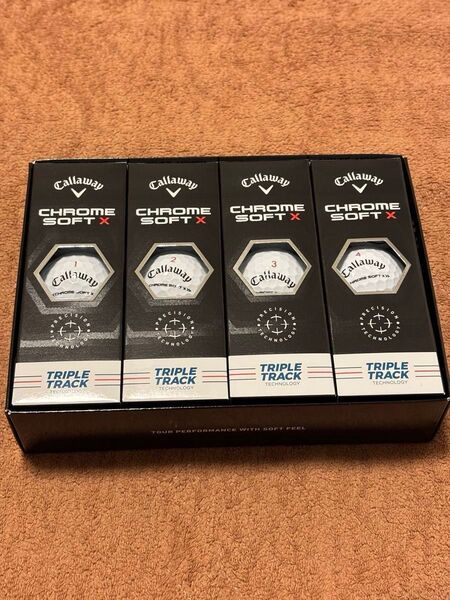 Callaway
CHROME
SOFT X
1
Callaway
PRECISION
TECHNOLOGY
TRIPLE
TRACK
TECHNOLOGY
Callaway
CHROME
SOFT X
2
Callaway
PRECISION
TECHNOLOGY
TRIPLE
TRACK
TECHNOLOGY
Callaway
CHROME
SOFT X
3
Callaway
PRECISION
TECHNOLOGY
TRIPLE
TRACK
TECHNOLOGY
Callaway
CHROME
SOFT X
4
Callaway
PRECISION
TECHNOLOGY
TRIPLE
TRACK
TECHNOLOGY
TOUR PERFORMANCE WITH SOFT FEEL